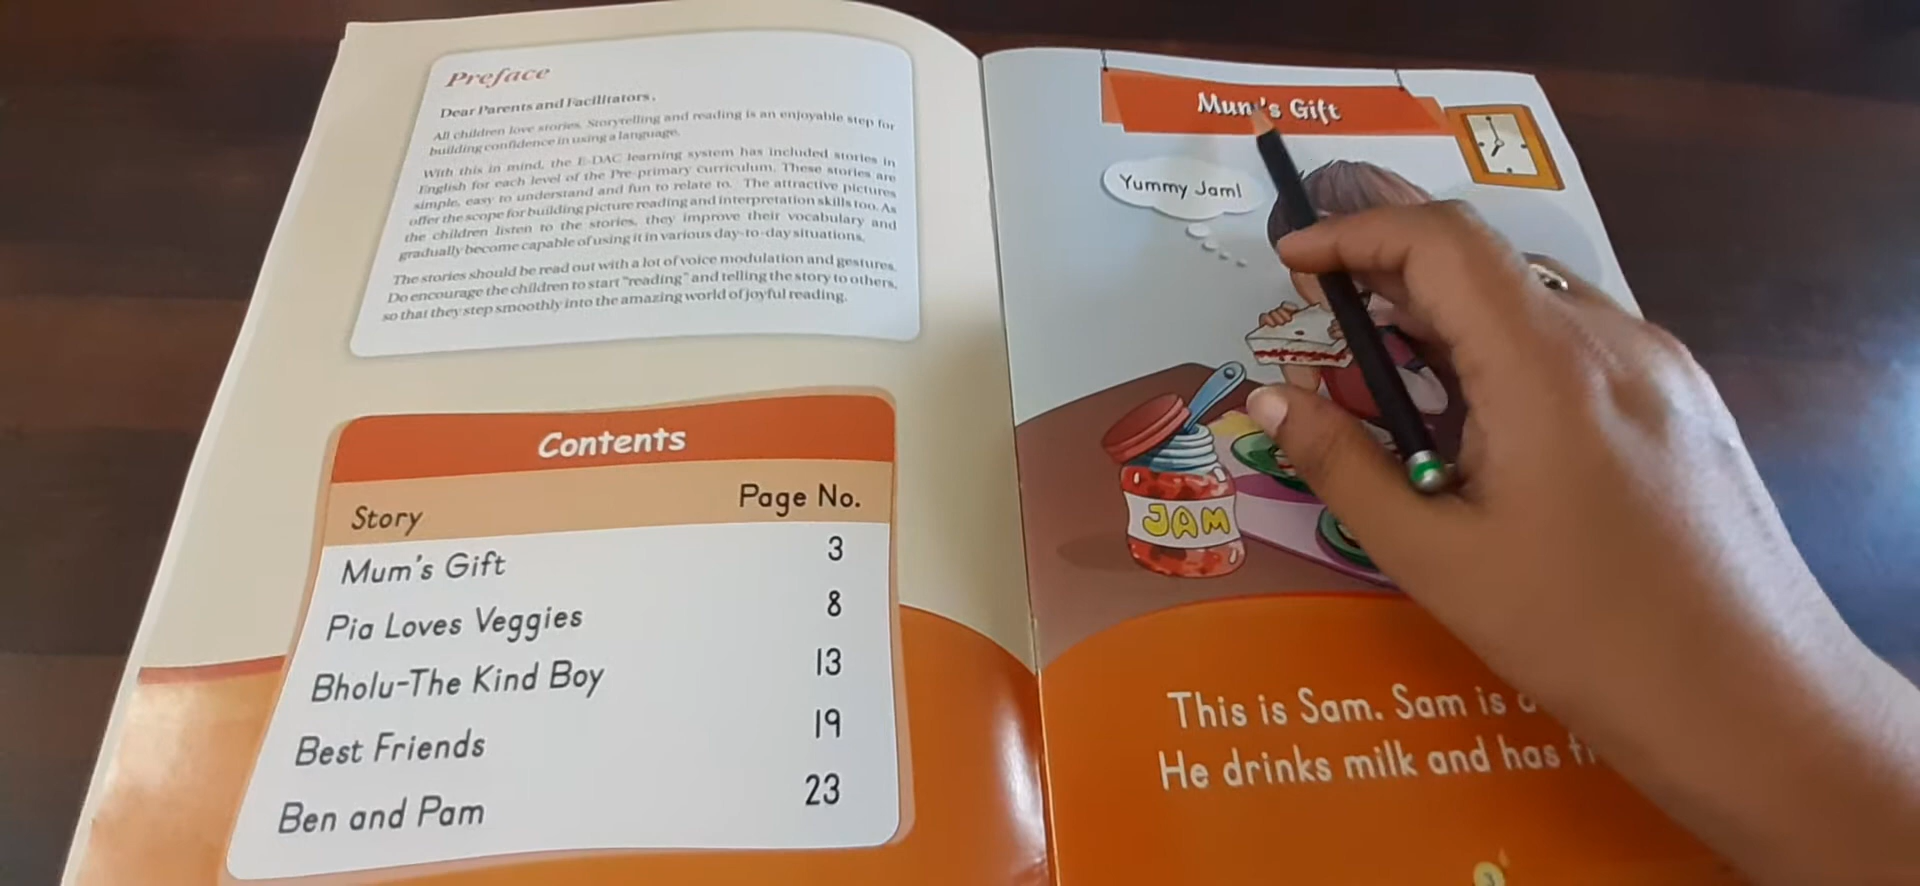 Preface
Dear Parents and Facilitators,
All children love stories. Storytelling and reading is an enjoyable step for
building confidence in using a language.
With this in mind, the E-DAC learning system has included stories in
English for each level of the Pre-primary curriculum. These stories are
simple, easy to understand and fun to relate to. The attractive pictures
offer the scope for building picture reading and interpretation skills too. As
the children listen to the stories, they improve their vocabulary and
gradually become capable of using it in various day-to-day situations.
The stories should be read out with a lot of voice modulation and gestures.
Do encourage the children to start "reading" and telling the story to others,
so that they step smoothly into the amazing world of joyful reading.
Contents
Story Page No.
Mum's Gift 3
Pia Loves Veggies 8
Bholu-The Kind Boy 13
Best Friends 19
Ben and Pam 23
Mum's Gift
Yummy Jam!
JAM
This is Sam. Sam is
He drinks milk and has
3